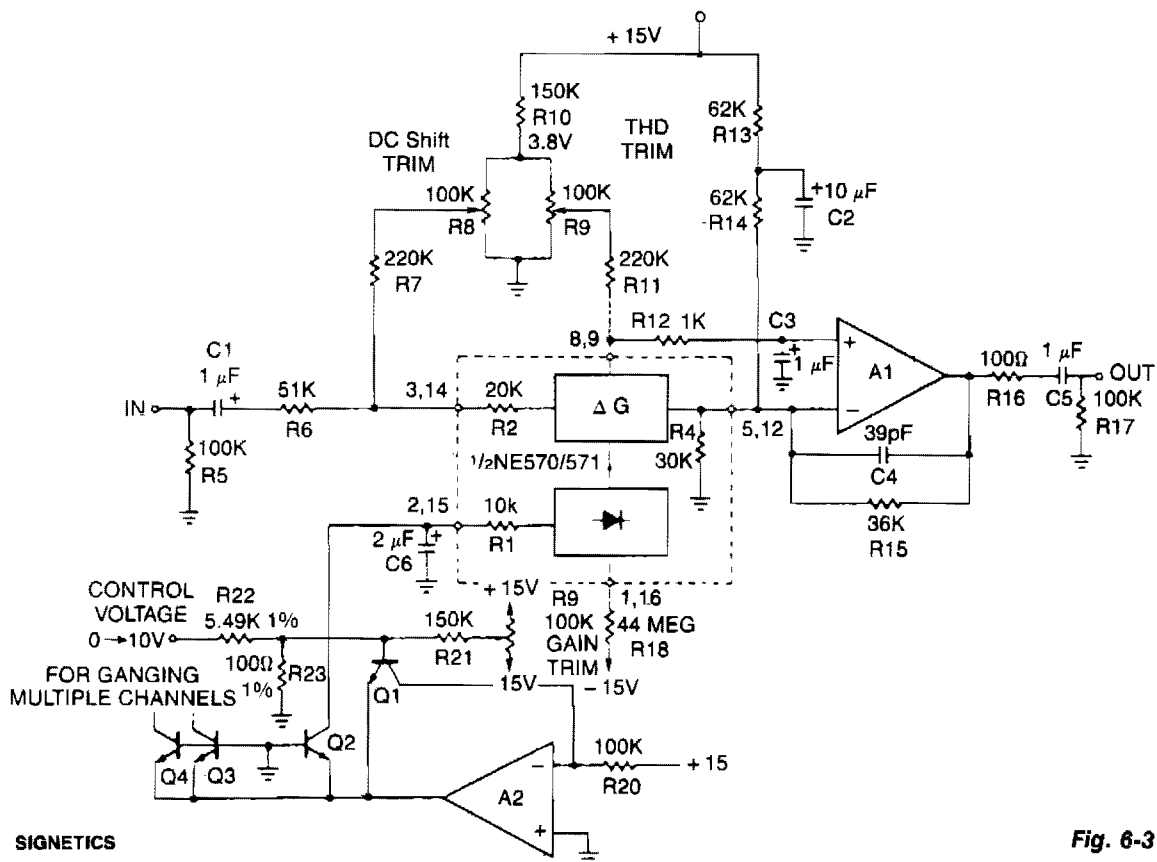 + 15V
150K
R10
3.8V
THD
TRIM
62K
R13
DC Shift
TRIM
100K
R8
100K
R9
62K
R14
+10 μF
C2
220K
R7
220K
R11
8,9
R12 1K
C3
+
1 μF
+
A1
−
C1
1 μF
+
IN
51K
R6
3,14
20K
R2
Δ G
R4
30K
5,12
100Ω
R16
1 μF
C5
OUT
100K
R17
39pF
C4
36K
R15
100K
R5
1/2NE570/571
2,15
10k
R1
2 μF
C6
+
CONTROL
VOLTAGE
0→10V
R22
5.49K 1%
+ 15V
150K
R21
R9
100K
GAIN
TRIM
1,16
44 MEG
R18
100Ω
1%
R23
FOR GANGING
MULTIPLE CHANNELS
Q1
15V
− 15V
Q4
Q3
Q2
A2
−
+
100K
R20
+ 15
SIGNETICS
Fig. 6-3